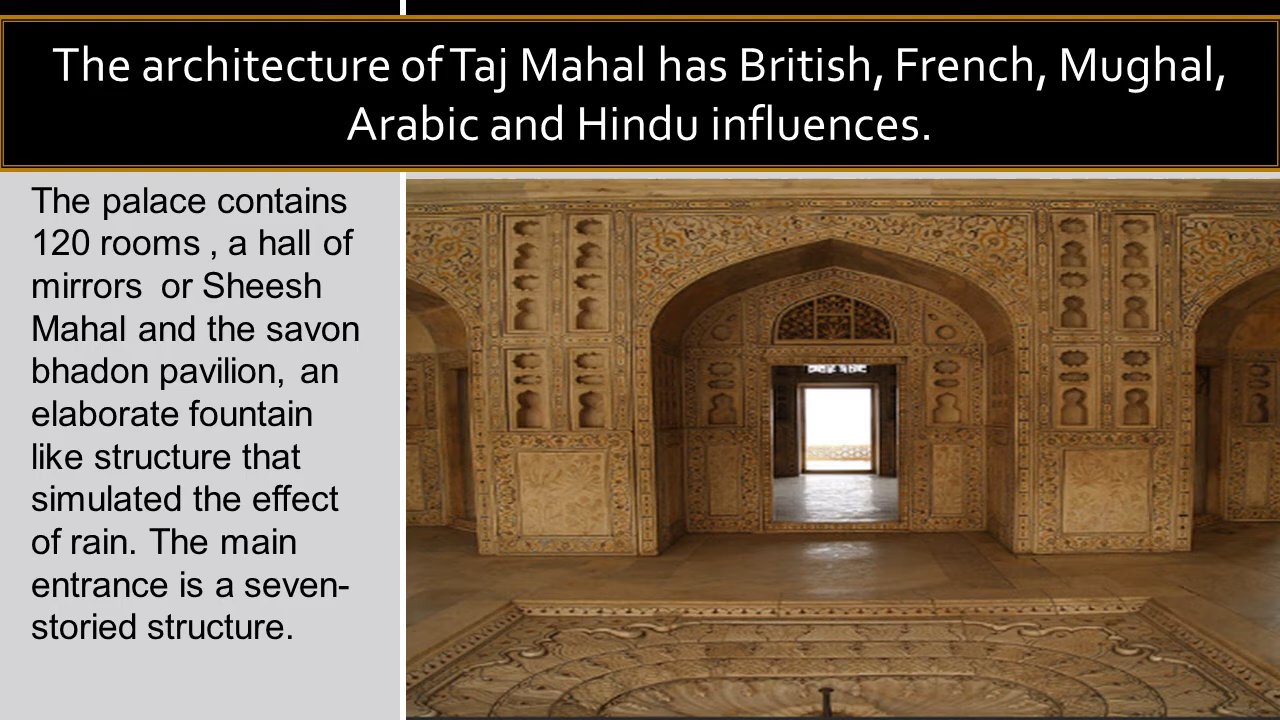 The architecture of Taj Mahal has British, French, Mughal,
Arabic and Hindu influences.
The palace contains
120 rooms , a hall of
mirrors  or Sheesh
Mahal and the savon
bhadon pavilion, an
elaborate fountain
like structure that
simulated the effect
of rain. The main
entrance is a seven-
storied structure.